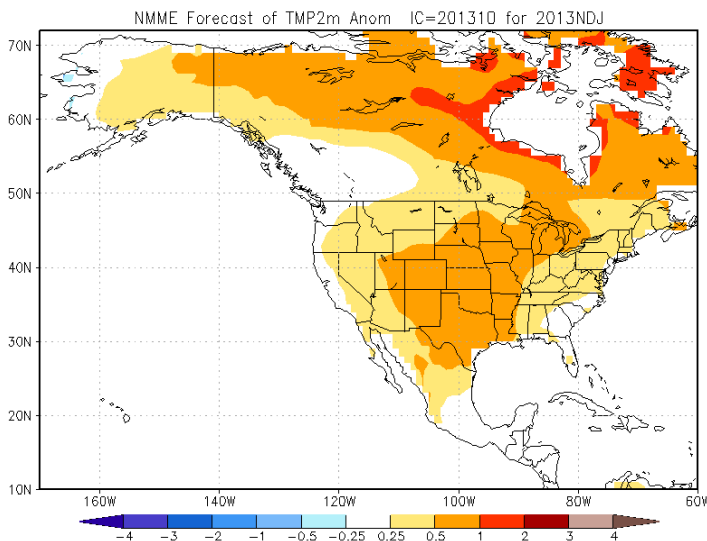 NMME Forecast of TMP2m Anom IC=201310 for 2013NDJ
70N
60N
50N
40N
30N
20N
10N
160W 140W 120W 100W 80W 60W
-4 -3 -2 -1 -0.5 -0.25 0.25 0.5 1 2 3 4